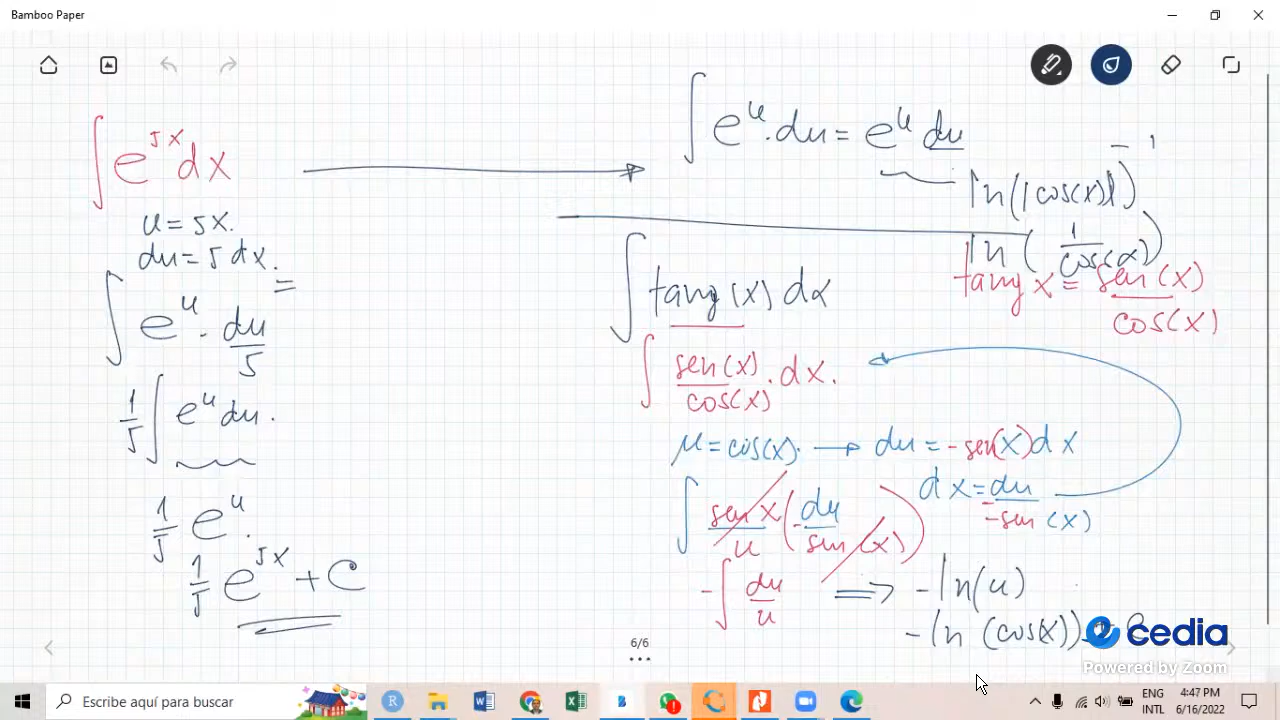 Bamboo Paper
∫ e^{5x} dx
u = 5x.
du = 5 dx.
∫ e^u · du/5
1/5 ∫ e^u du.
1/5 e^u.
1/5 e^{5x} + C
∫ e^u · du = e^u du
ln(|cos(x)|)^{-1}
ln(1/cos(x))
∫ tang(x) dx
tang x = sen(x)/cos(x)
∫ sen(x)/cos(x) · dx.
u = cos(x). → du = -sen(x) dx
dx = du/-sen(x)
∫ sen x/u (-du/sin(x))
-∫ du/u ⇒ -ln(u)
-ln (cos(x)) + C
cedia
Powered by Zoom
6/6
Escribe aquí para buscar
ENG
INTL
4:47 PM
6/16/2022